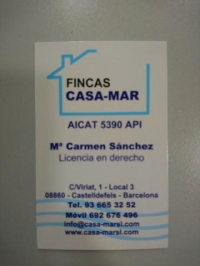 FINCAS
CASA-MAR
AICAT 5390 API
Mª Carmen Sánchez
Licencia en derecho
C/Viriat, 1 - Local 3
08860 - Castelldefels - Barcelona
Tel. 93 665 32 52
Móvil 692 676 496
info@casa-marsl.com
www.casa-marsl.com